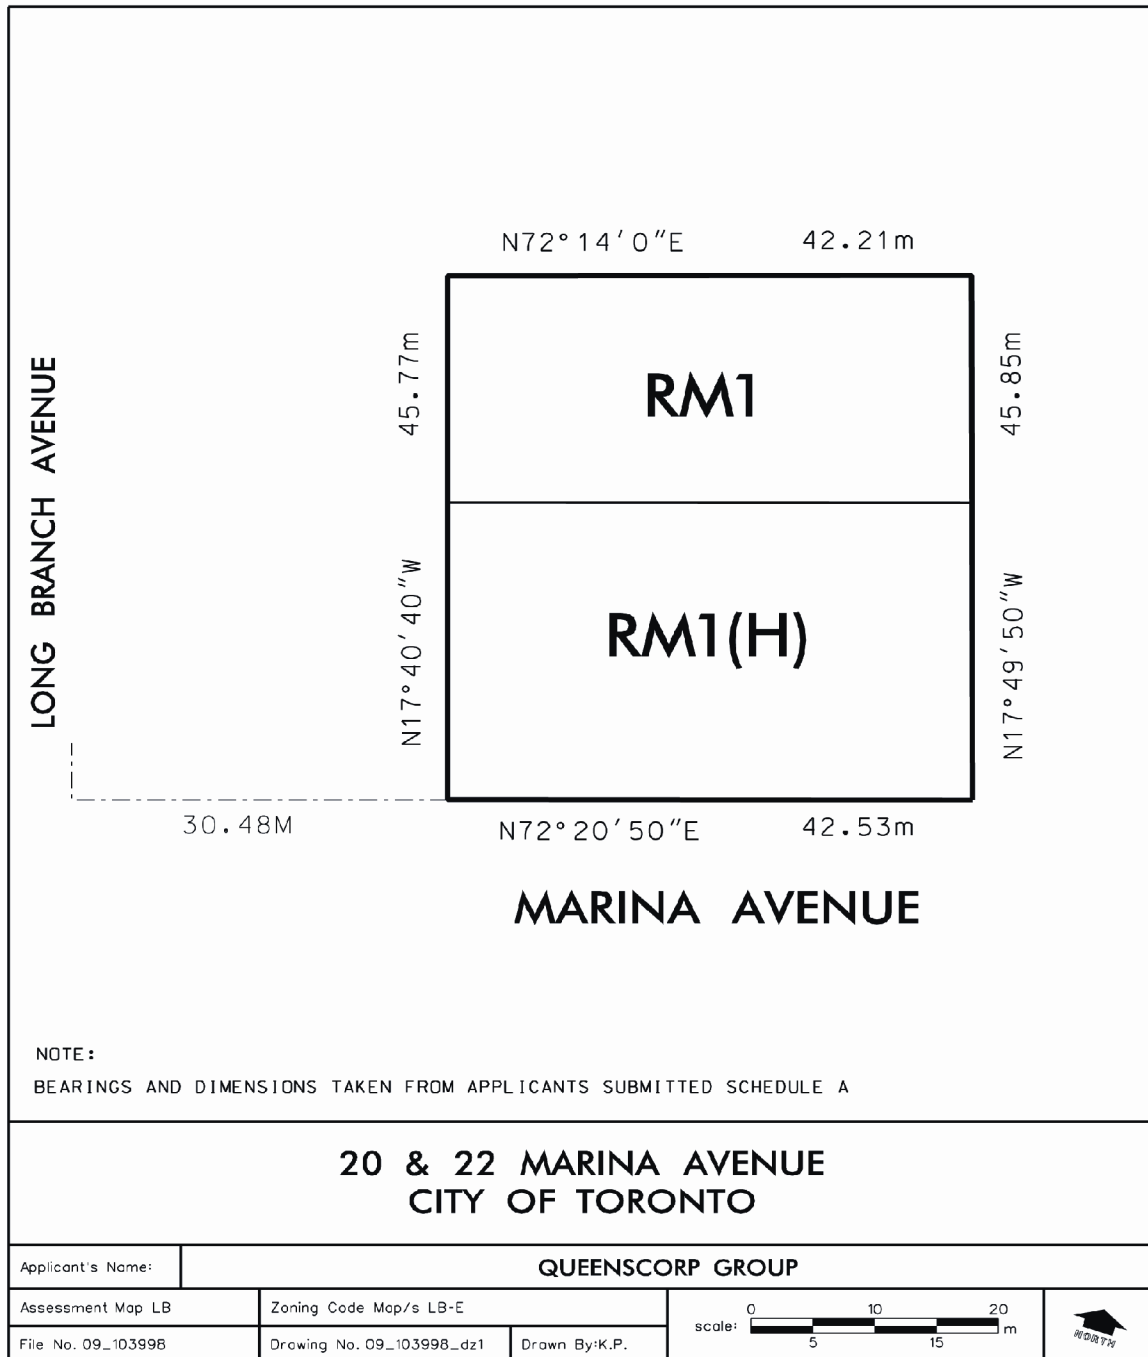 N72°14'0"E 42.21m
LONG BRANCH AVENUE
45.77m
N17°40'40"W
RM1
RM1(H)
45.85m
N17°49'50"W
30.48M
N72°20'50"E 42.53m
MARINA AVENUE
NOTE:
BEARINGS AND DIMENSIONS TAKEN FROM APPLICANTS SUBMITTED SCHEDULE A
20 & 22 MARINA AVENUE
CITY OF TORONTO
Applicant's Name: QUEENSCORP GROUP
Assessment Map LB
Zoning Code Map/s LB-E
File No. 09_103998
Drawing No. 09_103998_dz1
Drawn By:K.P.
0 10 20
scale: m
5 15
NORTH